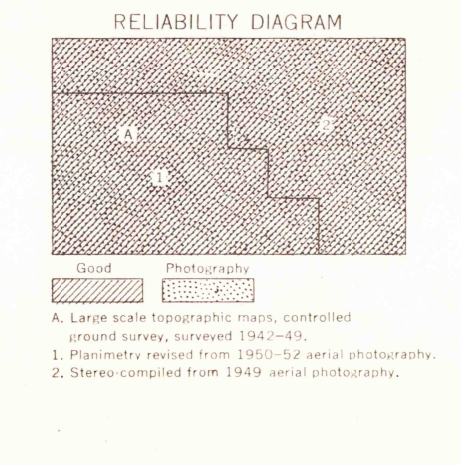 RELIABILITY DIAGRAM
A
2
1
Good Photography
A. Large scale topographic maps, controlled
ground survey, surveyed 1942-49.
1. Planimetry revised from 1950-52 aerial photography.
2. Stereo-compiled from 1949 aerial photography.